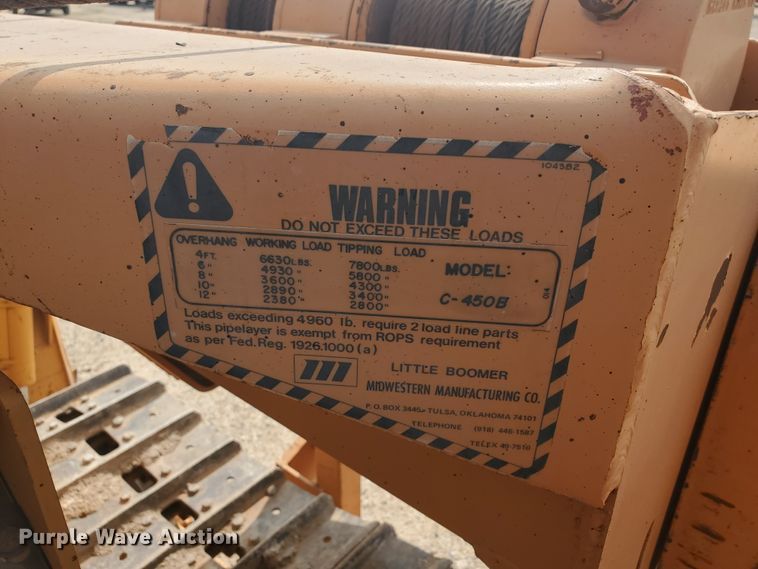 1045B2
WARNING
DO NOT EXCEED THESE LOADS
OVERHANG WORKING LOAD TIPPING LOAD
4FT. 6630LBS. 7800LBS.
6" 4930" 5800"
8" 3600" 4300"
10" 2890" 3400"
12" 2380" 2800"
MODEL:
C-450B
Loads exceeding 4960 lb. require 2 load line parts
This pipelayer is exempt from ROPS requirement
as per Fed. Reg. 1926.1000 (a)
LITTLE BOOMER
MIDWESTERN MANUFACTURING CO.
P.O. BOX 3445 TULSA, OKLAHOMA 74101
TELEPHONE (918) 446-1587
TELEX 49-7510
Purple Wave Auction